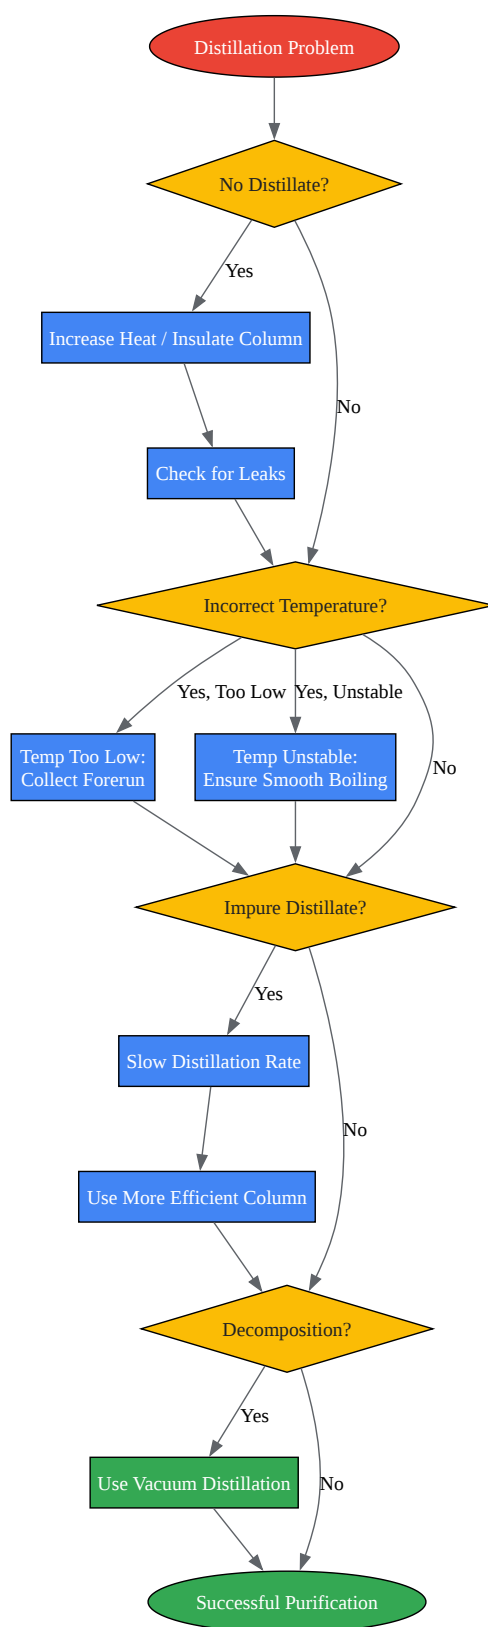 Distillation Problem
No Distillate?
Yes
Increase Heat / Insulate Column
No
Check for Leaks
Incorrect Temperature?
Yes, Too Low
Yes, Unstable
Temp Too Low:
Collect Forerun
Temp Unstable:
Ensure Smooth Boiling
No
Impure Distillate?
Yes
Slow Distillation Rate
No
Use More Efficient Column
Decomposition?
Yes
Use Vacuum Distillation
No
Successful Purification